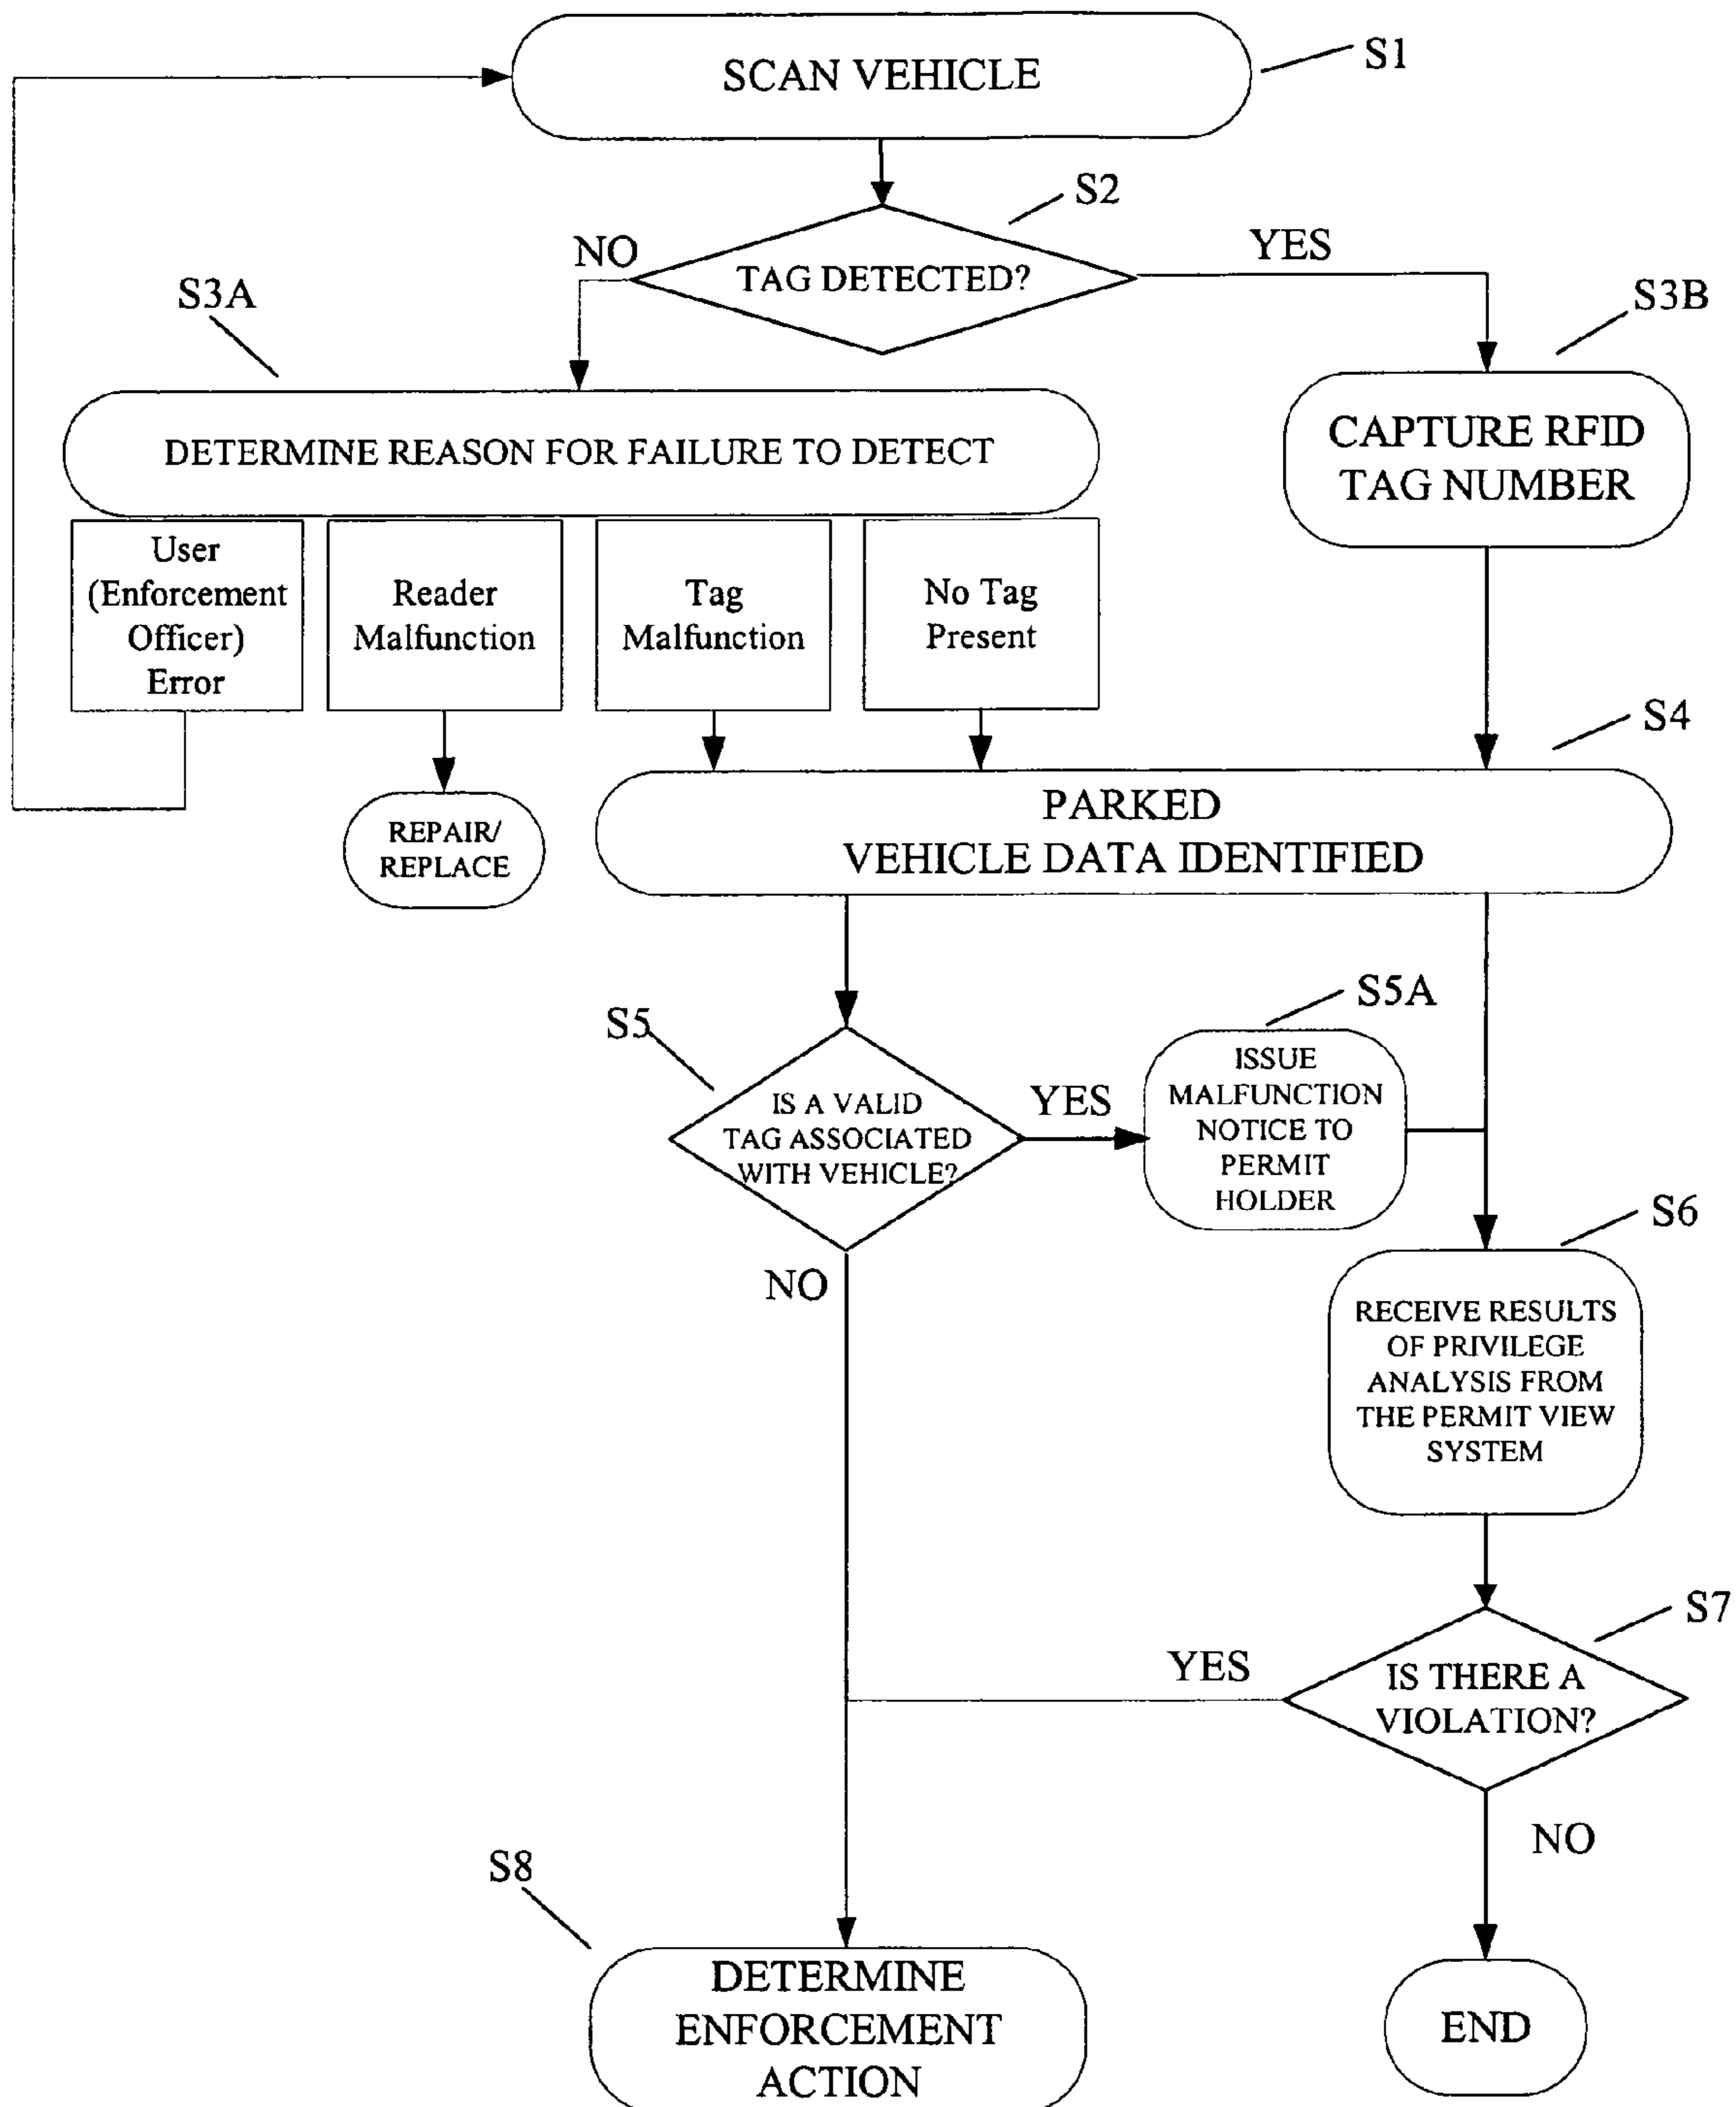 SCAN VEHICLE
S1
S2
NO
TAG DETECTED?
YES
S3A
S3B
DETERMINE REASON FOR FAILURE TO DETECT
CAPTURE RFID
TAG NUMBER
User
(Enforcement
Officer)
Error
Reader
Malfunction
Tag
Malfunction
No Tag
Present
S4
REPAIR/
REPLACE
PARKED
VEHICLE DATA IDENTIFIED
S5
IS A VALID
TAG ASSOCIATED
WITH VEHICLE?
YES
S5A
ISSUE
MALFUNCTION
NOTICE TO
PERMIT
HOLDER
NO
S6
RECEIVE RESULTS
OF PRIVILEGE
ANALYSIS FROM
THE PERMIT VIEW
SYSTEM
S7
YES
IS THERE A
VIOLATION?
NO
S8
DETERMINE
ENFORCEMENT
ACTION
END